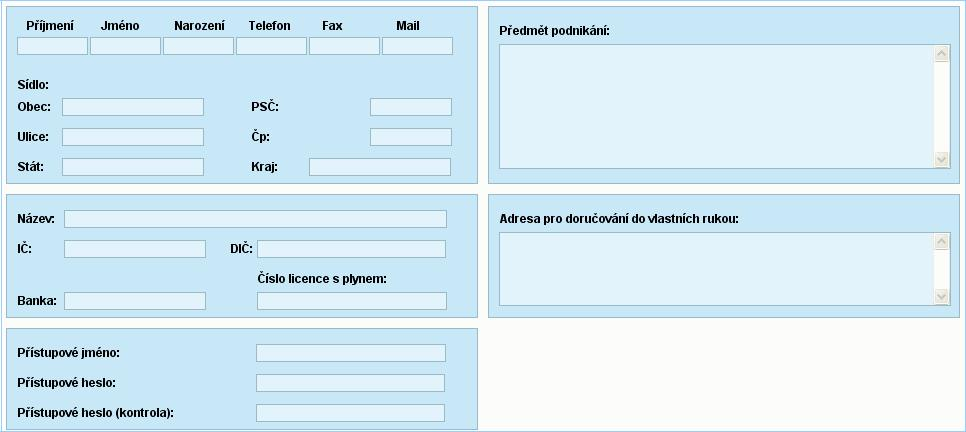 Příjmení Jméno Narození Telefon Fax Mail
Sídlo:
Obec: PSČ:
Ulice: Čp:
Stát: Kraj:
Předmět podnikání:
Název:
IČ: DIČ:
Číslo licence s plynem:
Banka:
Adresa pro doručování do vlastních rukou:
Přístupové jméno:
Přístupové heslo:
Přístupové heslo (kontrola):